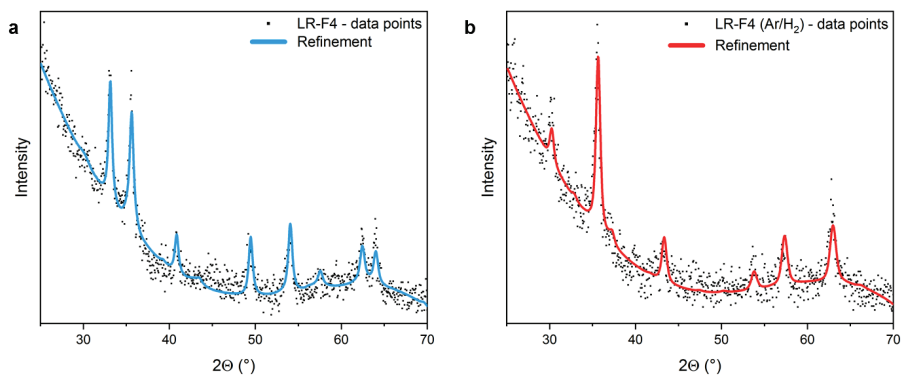 a
LR-F4 - data points
Refinement
Intensity
30
40
50
60
70
2Θ (°)
b
LR-F4 (Ar/H₂) - data points
Refinement
Intensity
30
40
50
60
70
2Θ (°)